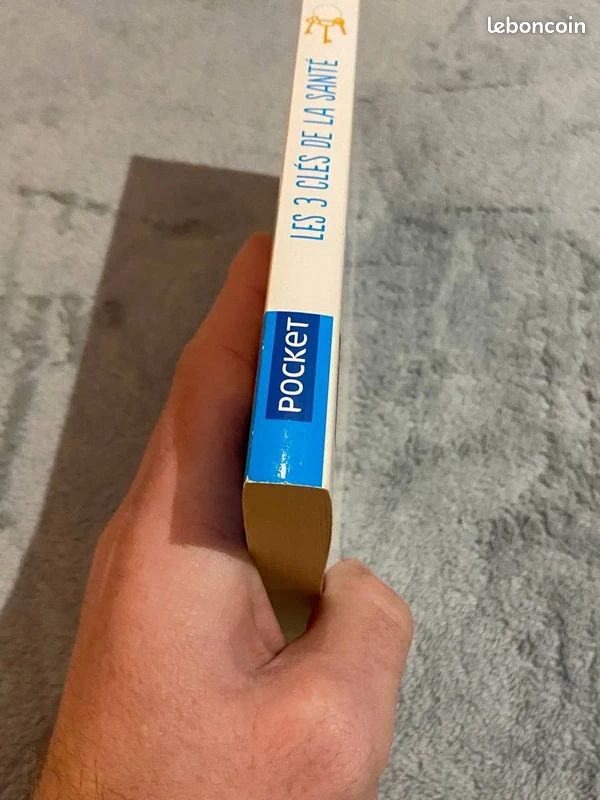 leboncoin
LES 3 CLÉS DE LA SANTÉ
POCKET